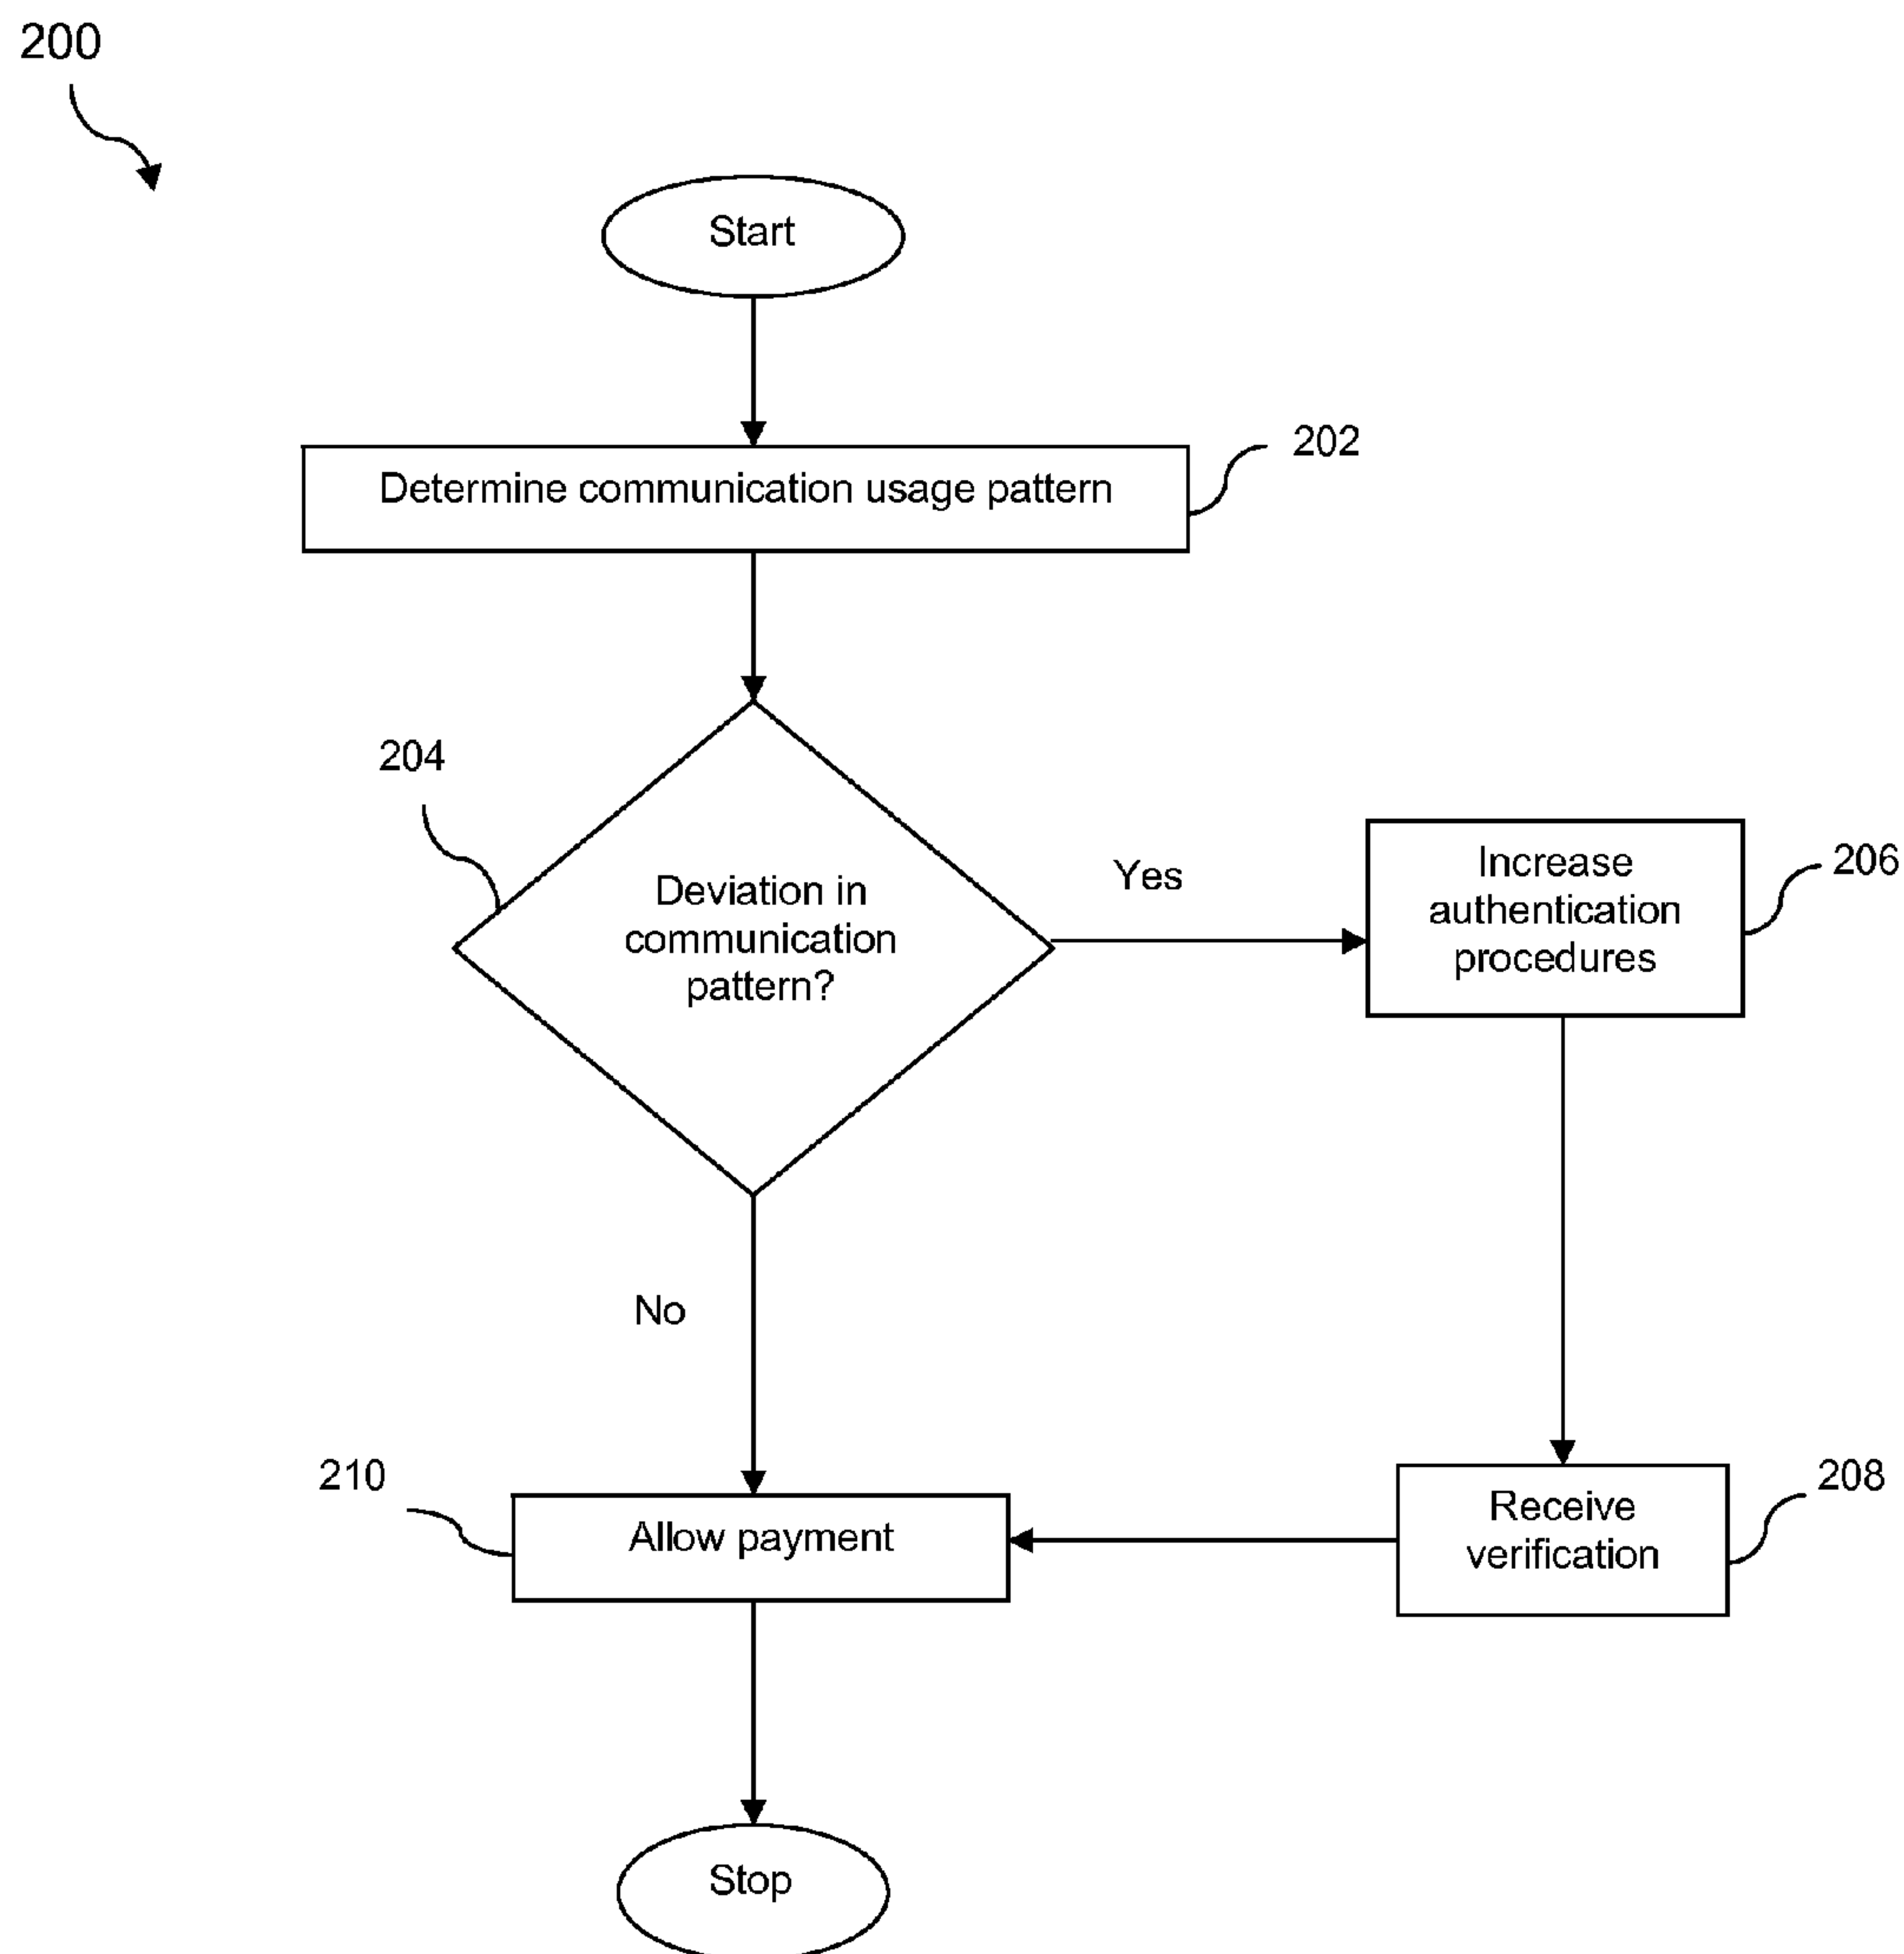 200
Start
Determine communication usage pattern
202
204
Deviation in
communication
pattern?
Yes
Increase
authentication
procedures
206
No
210
Allow payment
Receive
verification
208
Stop